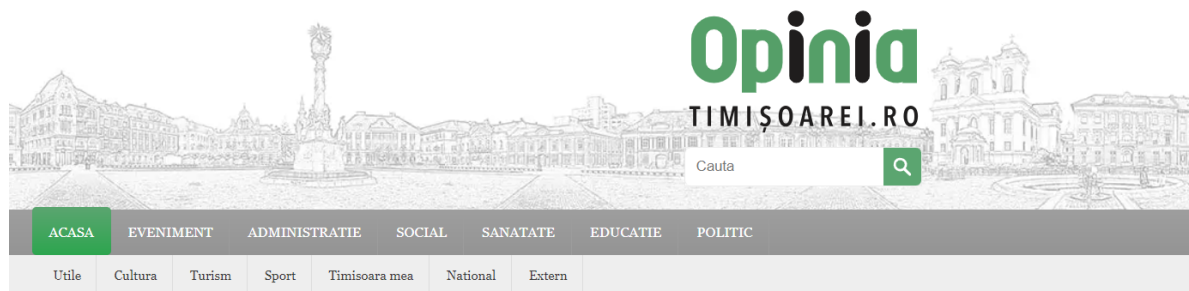 Opinia
TIMIȘOAREI.RO
Cauta
ACASA EVENIMENT ADMINISTRATIE SOCIAL SANATATE EDUCATIE POLITIC
Utile Cultura Turism Sport Timisoara mea National Extern